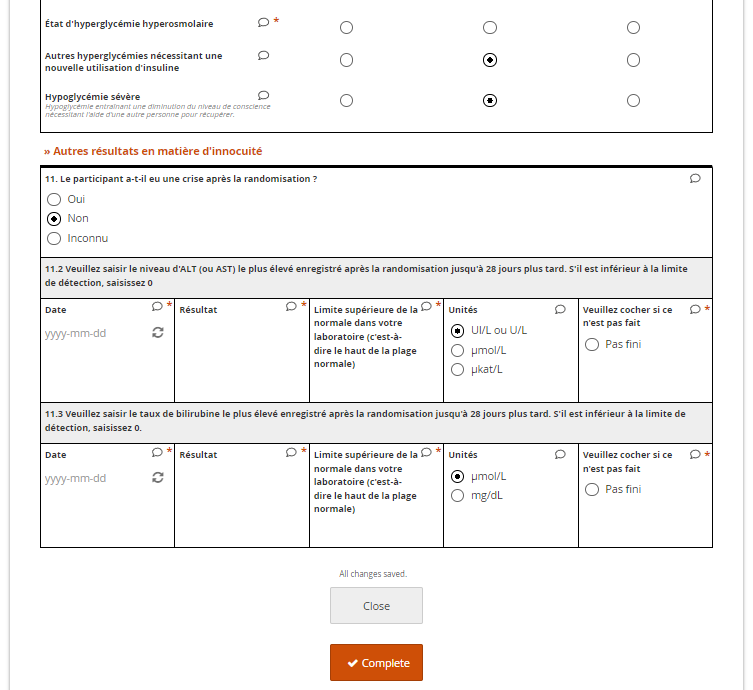 État d'hyperglycémie hyperosmolaire *
Autres hyperglycémies nécessitant une
nouvelle utilisation d'insuline
Hypoglycémie sévère
Hypoglycémie entraînant une diminution du niveau de conscience
nécessitant l'aide d'une autre personne pour récupérer.
» Autres résultats en matière d'innocuité
11. Le participant a-t-il eu une crise après la randomisation ?
Oui
Non
Inconnu
11.2 Veuillez saisir le niveau d'ALT (ou AST) le plus élevé enregistré après la randomisation jusqu'à 28 jours plus tard. S'il est inférieur à la limite
de détection, saisissez 0
Date *
yyyy-mm-dd
Résultat *
Limite supérieure de la *
normale dans votre
laboratoire (c'est-à-
dire le haut de la plage
normale)
Unités
UI/L ou U/L
µmol/L
µkat/L
Veuillez cocher si ce *
n'est pas fait
Pas fini
11.3 Veuillez saisir le taux de bilirubine le plus élevé enregistré après la randomisation jusqu'à 28 jours plus tard. S'il est inférieur à la limite de
détection, saisissez 0.
Date *
yyyy-mm-dd
Résultat *
Limite supérieure de la *
normale dans votre
laboratoire (c'est-à-
dire le haut de la plage
normale)
Unités
µmol/L
mg/dL
Veuillez cocher si ce *
n'est pas fait
Pas fini
All changes saved.
Close
Complete